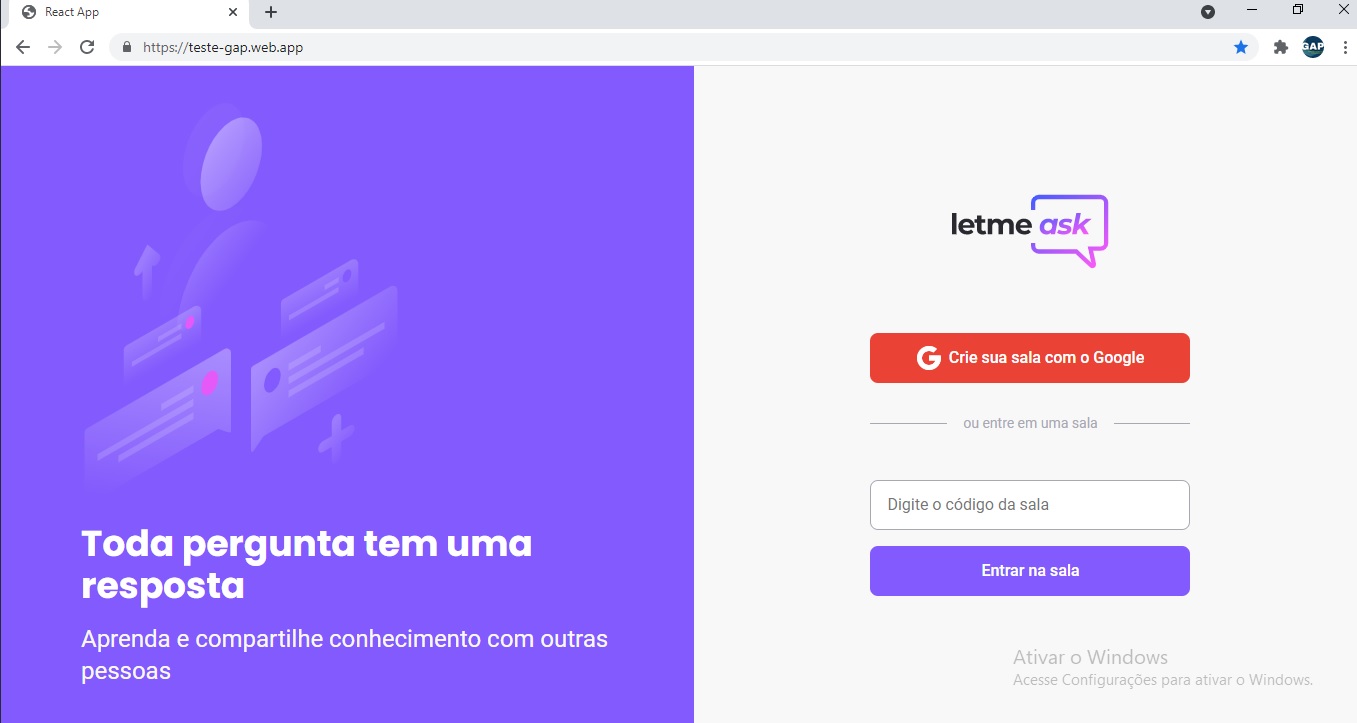 React App
https://teste-gap.web.app
GAP
letme ask
G Crie sua sala com o Google
ou entre em uma sala
Digite o código da sala
Entrar na sala
Toda pergunta tem uma
resposta
Aprenda e compartilhe conhecimento com outras
pessoas
Ativar o Windows
Acesse Configurações para ativar o Windows.